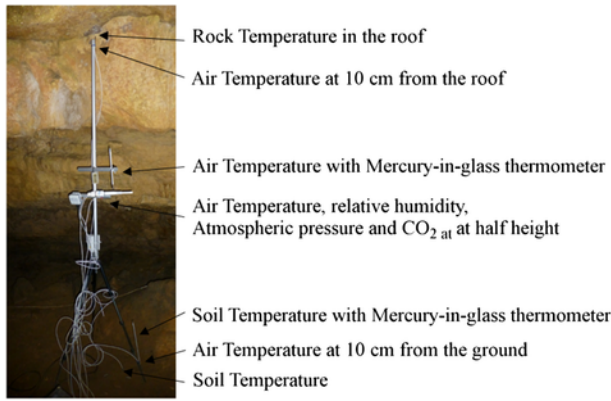 Rock Temperature in the roof
Air Temperature at 10 cm from the roof
Air Temperature with Mercury-in-glass thermometer
Air Temperature, relative humidity,
Atmospheric pressure and CO2 at at half height
Soil Temperature with Mercury-in-glass thermometer
Air Temperature at 10 cm from the ground
Soil Temperature